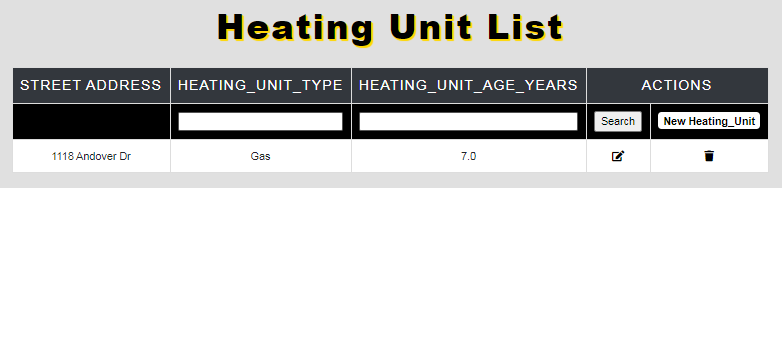 Heating Unit List
STREET ADDRESS HEATING_UNIT_TYPE HEATING_UNIT_AGE_YEARS ACTIONS
Search New Heating_Unit
1118 Andover Dr Gas 7.0